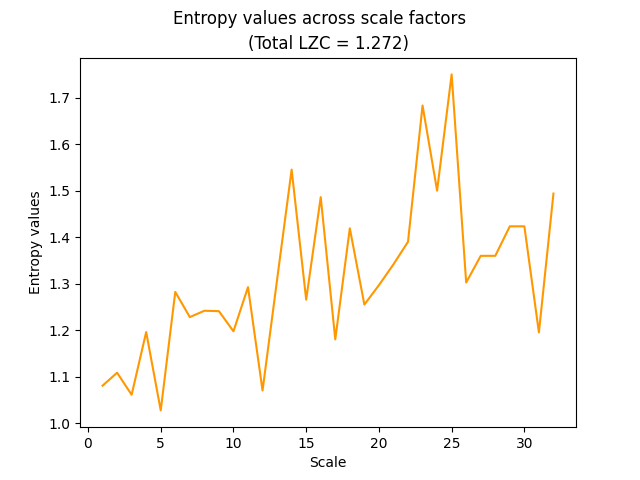 Entropy values across scale factors
(Total LZC = 1.272)
Entropy values
1.7
1.6
1.5
1.4
1.3
1.2
1.1
1.0
0 5 10 15 20 25 30
Scale